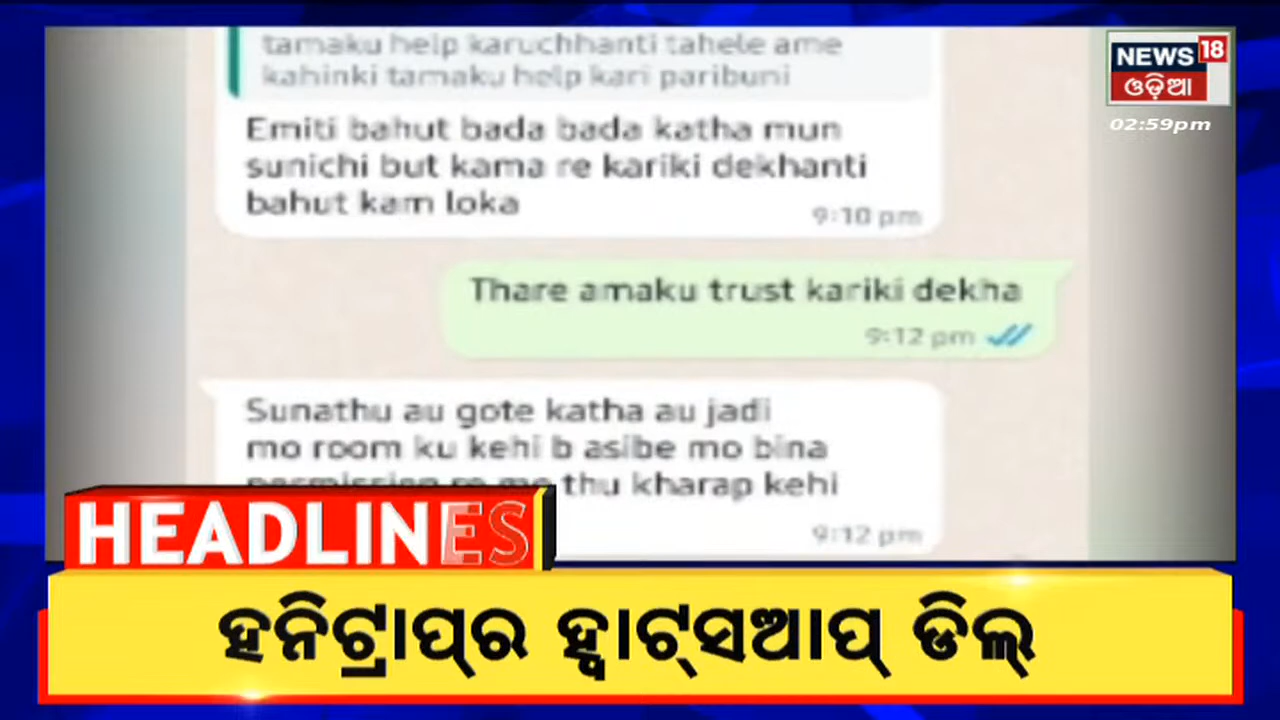 tamaku help karuchhanti tahele ame
kahinki tamaku help kari paribuni
Emiti bahut bada bada katha mun
sunichi but kama re kariki dekhanti
bahut kam loka
9:10 pm
Thare amaku trust kariki dekha
9:12 pm
Sunathu au gote katha au jadi
mo room ku kehi b asibe mo bina
permission re me thu kharap kehi
9:12 pm
NEWS 18
ଓଡ଼ିଆ
02:59pm
HEADLINES
ହନିଟ୍ରାପ୍‌ର ହ୍ୱାଟ୍‌ସଆପ୍ ଡିଲ୍